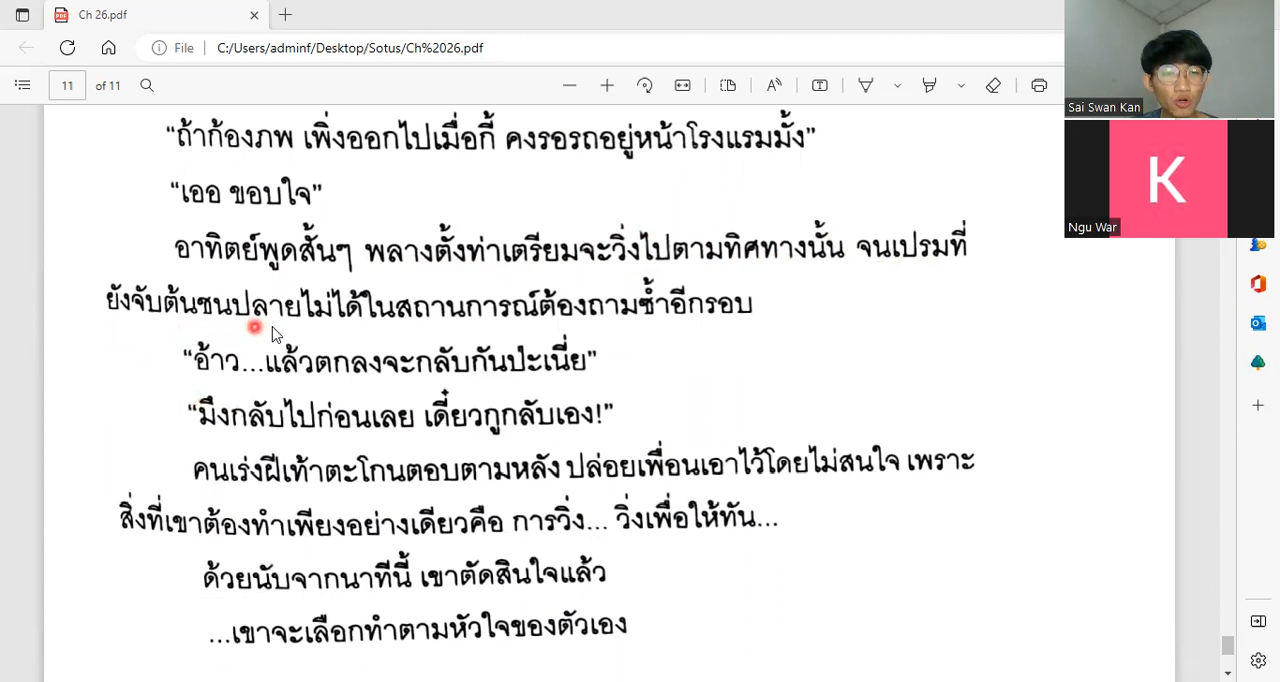 Ch 26.pdf
File C:/Users/adminf/Desktop/Sotus/Ch%2026.pdf
11 of 11
“ถ้าก้องภพ เพิ่งออกไปเมื่อกี้ คงรอรถอยู่หน้าโรงแรมมั้ง”
“เออ ขอบใจ”
อาทิตย์พูดสั้นๆ พลางตั้งท่าเตรียมจะวิ่งไปตามทิศทางนั้น จนเปรมที่
ยังจับต้นชนปลายไม่ได้ในสถานการณ์ต้องถามซ้ำอีกรอบ
“อ้าว...แล้วตกลงจะกลับกันป่ะเนี่ย”
“มึงกลับไปก่อนเลย เดี๋ยวกูกลับเอง!”
คนเร่งฝีเท้าตะโกนตอบตามหลัง ปล่อยเพื่อนเอาไว้โดยไม่สนใจ เพราะ
สิ่งที่เขาต้องทำเพียงอย่างเดียวคือ การวิ่ง... วิ่งเพื่อให้ทัน...
ด้วยนับจากนาทีนี้ เขาตัดสินใจแล้ว
...เขาจะเลือกทำตามหัวใจของตัวเอง
Sai Swan Kan
K
Ngu War